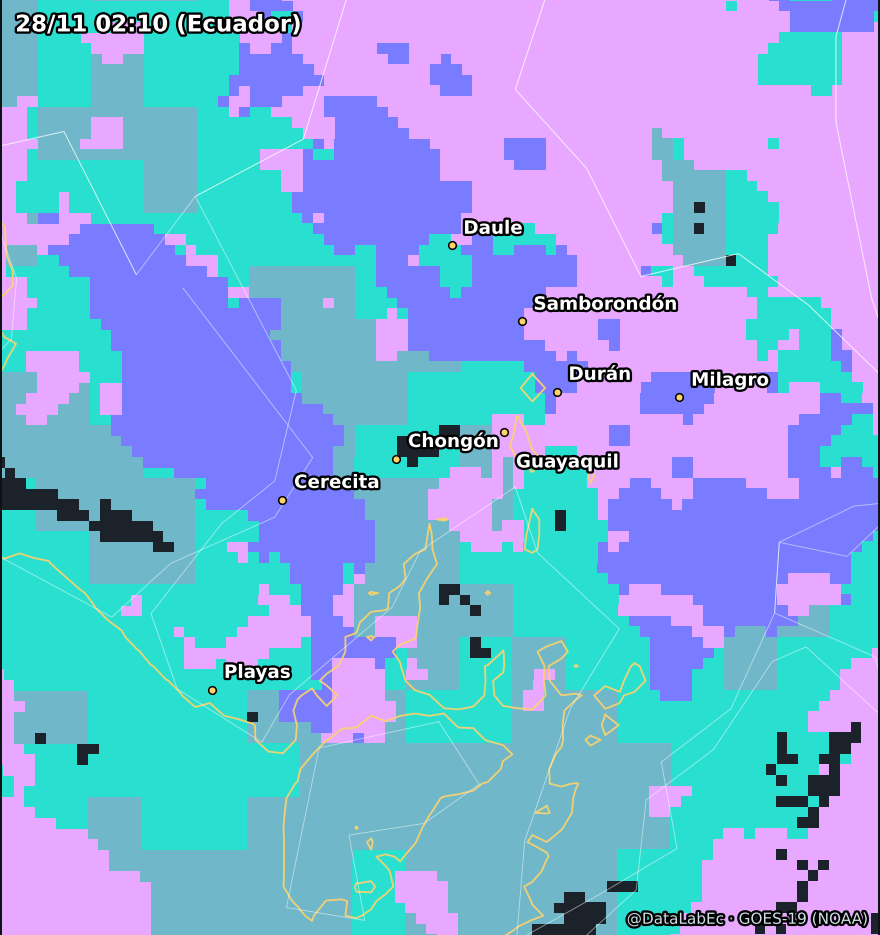 28/11 02:10 (Ecuador)
Daule
Samborondón
Durán
Milagro
Chongón
Guayaquil
Cerecita
Playas
@DataLabEc · GOES-19 (NOAA)